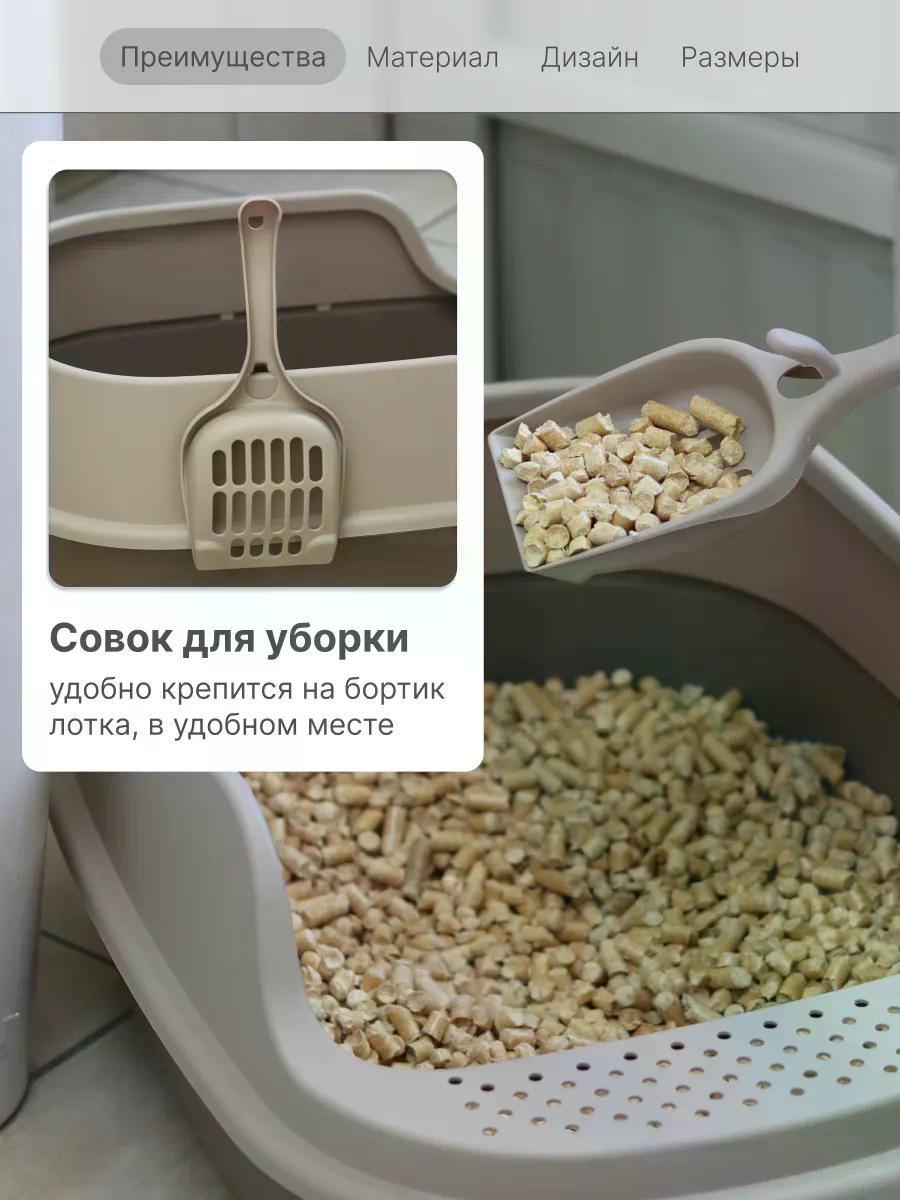 Преимущества Материал Дизайн Размеры
Совок для уборки
удобно крепится на бортик
лотка, в удобном месте